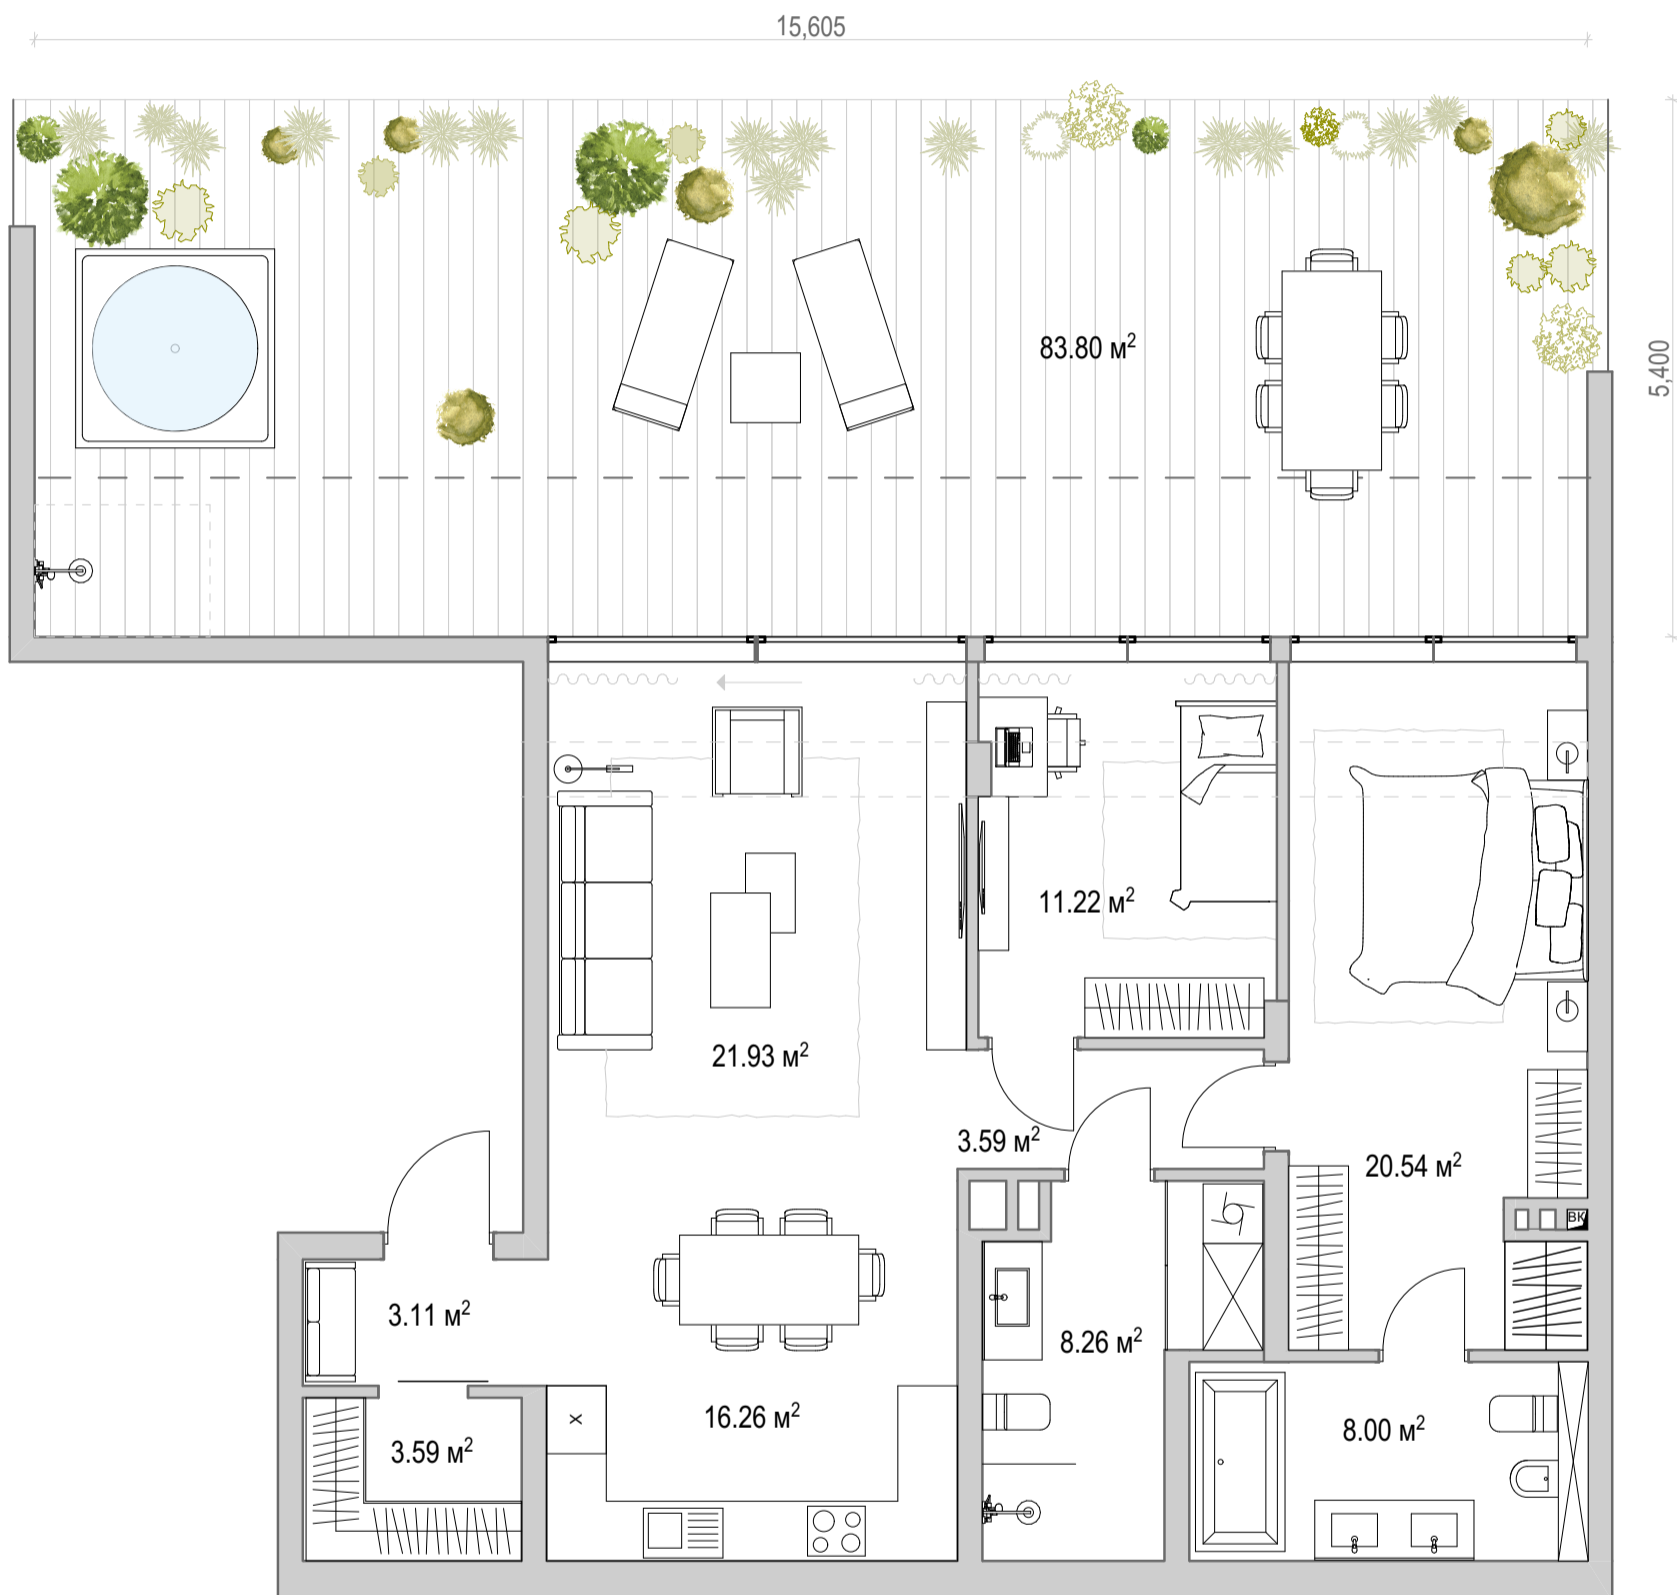 15,605
83.80 м²
5,400
11.22 м²
21.93 м²
3.59 м²
20.54 м²
ВК
3.11 м²
8.26 м²
16.26 м²
8.00 м²
3.59 м²
x